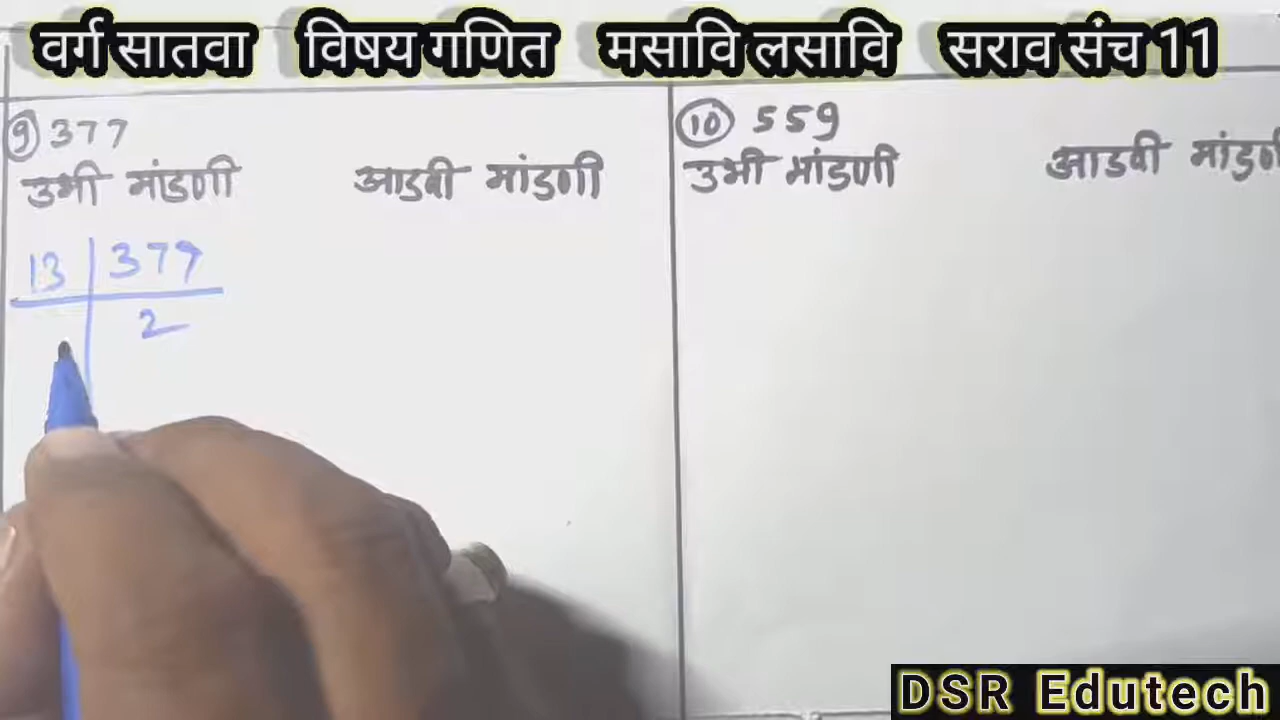 वर्ग सातवा विषय गणित मसावि लसावि सराव संच 11
9 377
उभी मांडणी आडवी मांडणी
13 377
2
10 559
उभी मांडणी आडवी मांडणी
DSR Edutech